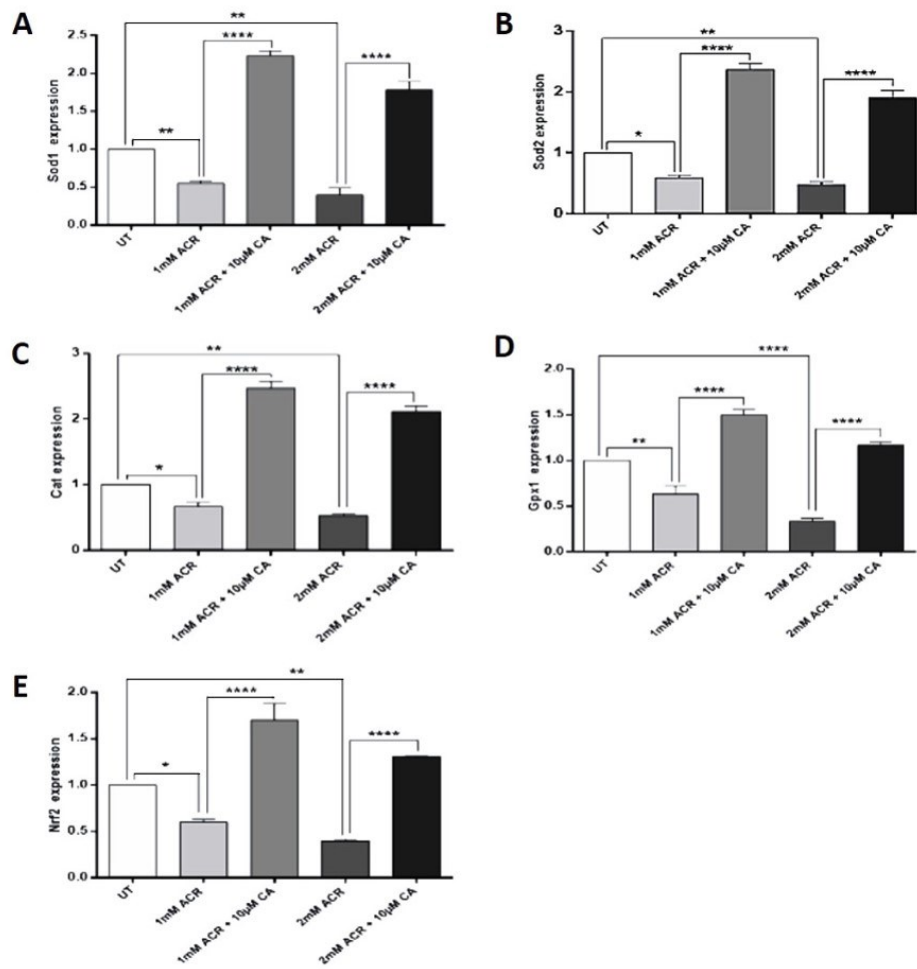 A
**
****
****
**
2.5
2.0
1.5
1.0
0.5
0.0
Sod1 expression
UT
1mM ACR
1mM ACR + 10µM CA
2mM ACR
2mM ACR + 10µM CA
B
**
****
****
*
3
2
1
0
Sod2 expression
UT
1mM ACR
1mM ACR + 10µM CA
2mM ACR
2mM ACR + 10µM CA
C
**
****
****
*
3
2
1
0
Cat expression
UT
1mM ACR
1mM ACR + 10µM CA
2mM ACR
2mM ACR + 10µM CA
D
****
****
****
**
2.0
1.5
1.0
0.5
0.0
Gpx1 expression
UT
1mM ACR
1mM ACR + 10µM CA
2mM ACR
2mM ACR + 10µM CA
E
**
****
****
*
2.0
1.5
1.0
0.5
0.0
Nrf2 expression
UT
1mM ACR
1mM ACR + 10µM CA
2mM ACR
2mM ACR + 10µM CA